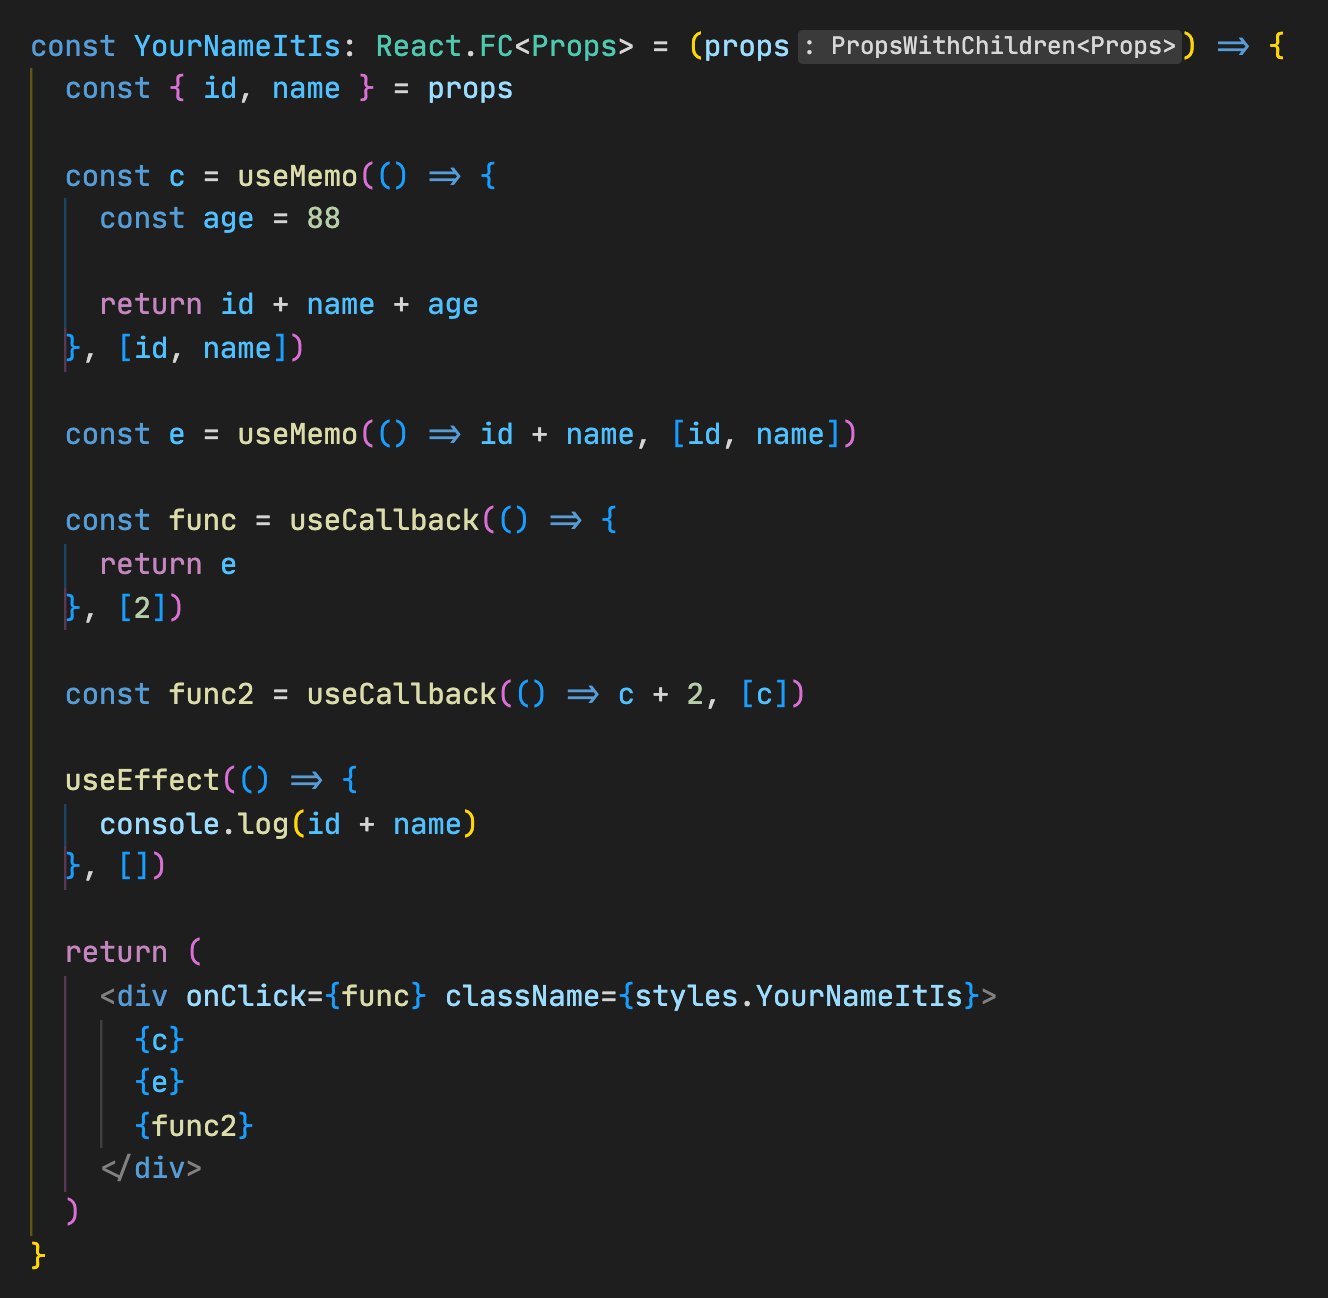 const YourNameItIs: React.FC<Props> = (props: PropsWithChildren<Props>) => {
  const { id, name } = props

  const c = useMemo(() => {
    const age = 88

    return id + name + age
  }, [id, name])

  const e = useMemo(() => id + name, [id, name])

  const func = useCallback(() => {
    return e
  }, [2])

  const func2 = useCallback(() => c + 2, [c])

  useEffect(() => {
    console.log(id + name)
  }, [])

  return (
    <div onClick={func} className={styles.YourNameItIs}>
      {c}
      {e}
      {func2}
    </div>
  )
}